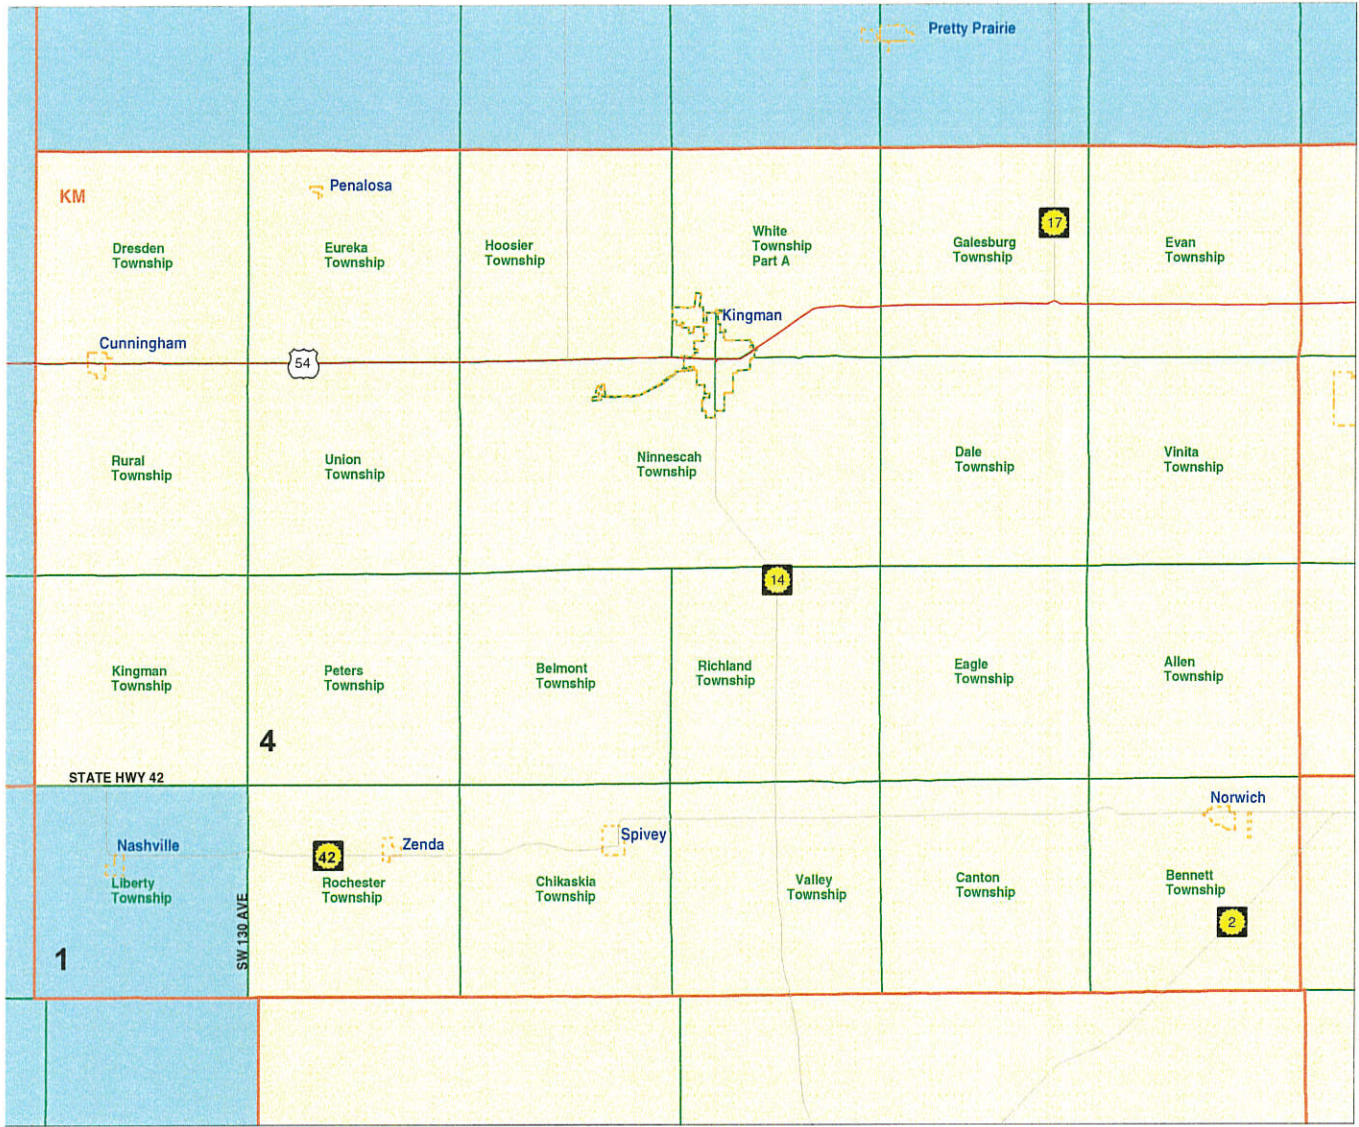 Pretty Prairie
KM
Penalosa
17
Dresden
Township
Eureka
Township
Hoosier
Township
White
Township
Part A
Galesburg
Township
Evan
Township
Kingman
Cunningham
54
Rural
Township
Union
Township
Ninnescah
Township
Dale
Township
Vinita
Township
14
Kingman
Township
Peters
Township
Belmont
Township
Richland
Township
Eagle
Township
Allen
Township
4
STATE HWY 42
Norwich
Nashville
42
Zenda
Spivey
Liberty
Township
Rochester
Township
Chikaskia
Township
Valley
Township
Canton
Township
Bennett
Township
SW 130 AVE
2
1